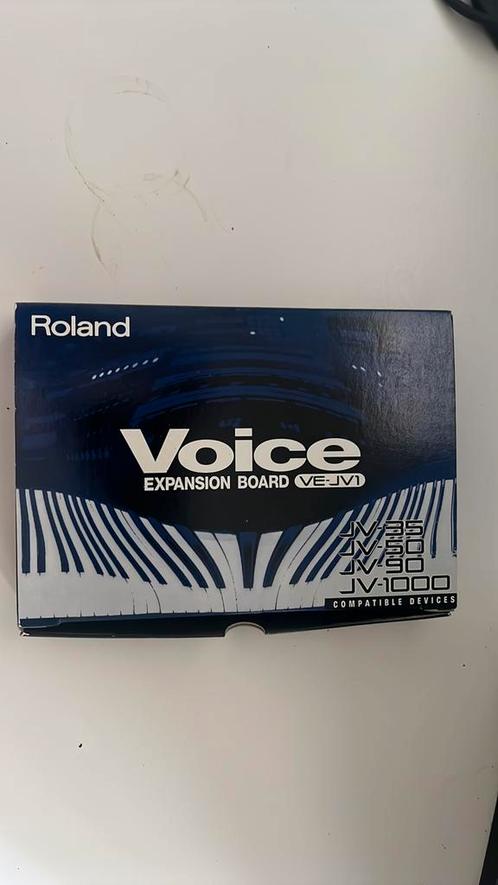 Roland
Voice
EXPANSION BOARD VE-JV1
JV-35
JV-50
JV-90
JV-1000
COMPATIBLE DEVICES